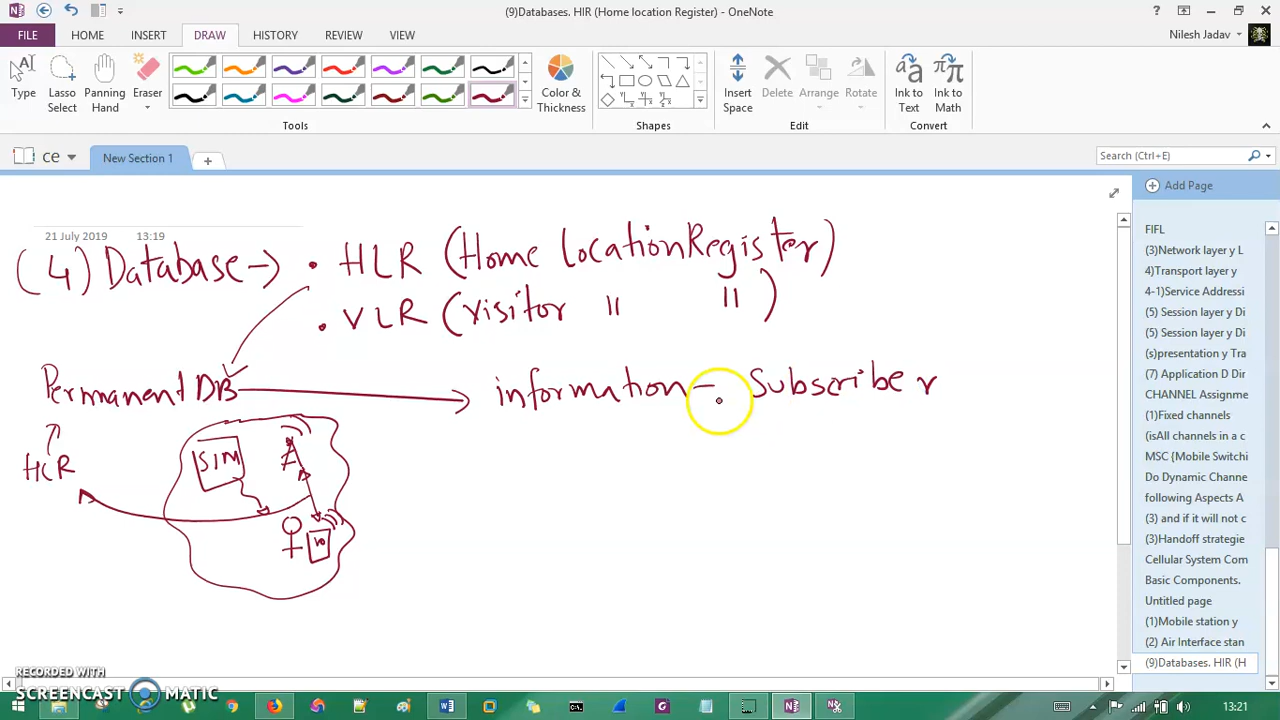 (9)Databases. HIR (Home location Register) - OneNote
FILE HOME INSERT DRAW HISTORY REVIEW VIEW
Nilesh Jadav
Type
Lasso Select
Panning Hand
Eraser
Color & Thickness
Insert Space
Delete
Arrange
Rotate
Ink to Text
Ink to Math
Tools
Shapes
Edit
Convert
ce
New Section 1
Search (Ctrl+E)
Add Page
21 July 2019 13:19
(4) Database → • HLR (Home location Register)
• VLR (Visitor " ")
Permanent DB → information - Subscriber
HLR
SIM
FIFL
(3)Network layer y L
4)Transport layer y
4-1)Service Addressi
(5) Session layer y Di
(5) Session layer y Di
(s)presentation y Tra
(7) Application D Dir
CHANNEL Assignme
(1)Fixed channels
(isAll channels in a c
MSC (Mobile Switchi
Do Dynamic Channe
following Aspects A
(3) and if it will not c
(3)Handoff strategie
Cellular System Com
Basic Components.
Untitled page
(1)Mobile station y
(2) Air Interface stan
(9)Databases. HIR (H
RECORDED WITH
SCREENCAST MATIC
13:21